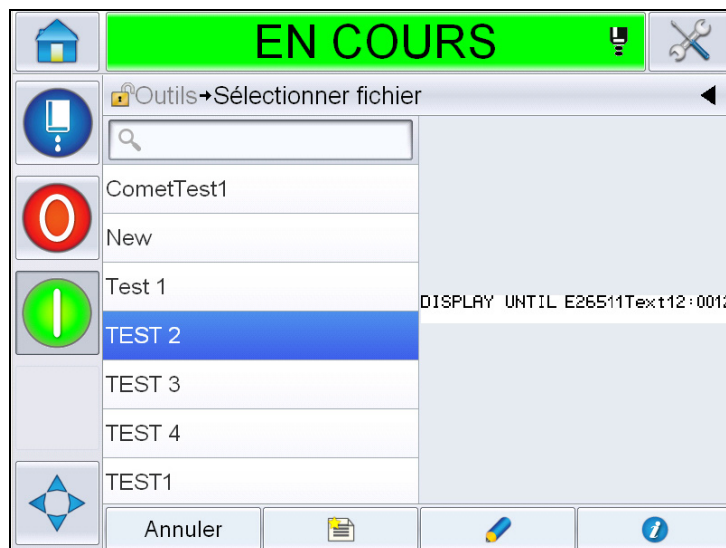 EN COURS
Outils→Sélectionner fichier
CometTest1
New
Test 1
TEST 2
TEST 3
TEST 4
TEST1
DISPLAY UNTIL E26511Text12:0012
Annuler